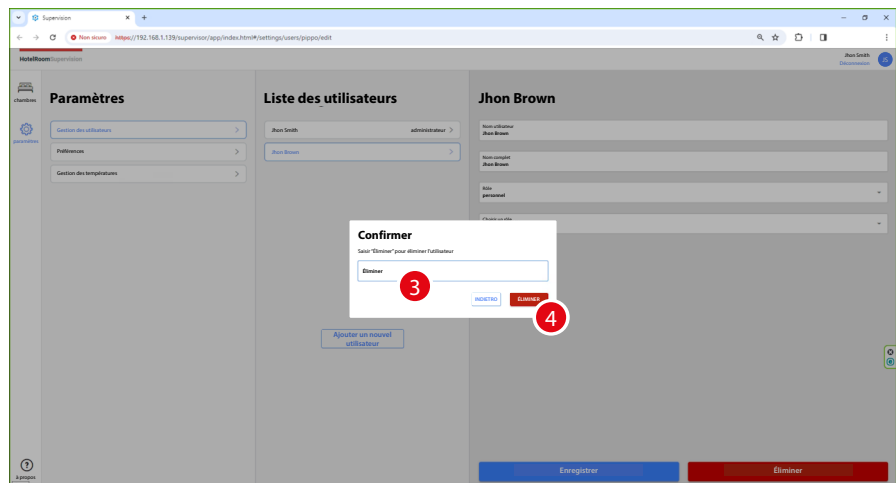 Supervision
Non sicuro https://192.168.1.139/supervisor/app/index.html#/settings/users/pippo/edit
HotelRoomSupervision
Jhon Smith
Déconnexion
JS
chambres
paramètres
Paramètres
Gestion des utilisateurs
Préférences
Gestion des températures
Liste des utilisateurs
Jhon Smith administrateur
Jhon Brown
Ajouter un nouvel
utilisateur
Jhon Brown
Nom utilisateur
Jhon Brown
Nom complet
Jhon Brown
Rôle
personnel
Confirmer
Saisir "Éliminer" pour éliminer l'utilisateur
Éliminer
3
INDIETRO
ÉLIMINER
4
Enregistrer
Éliminer
à propos